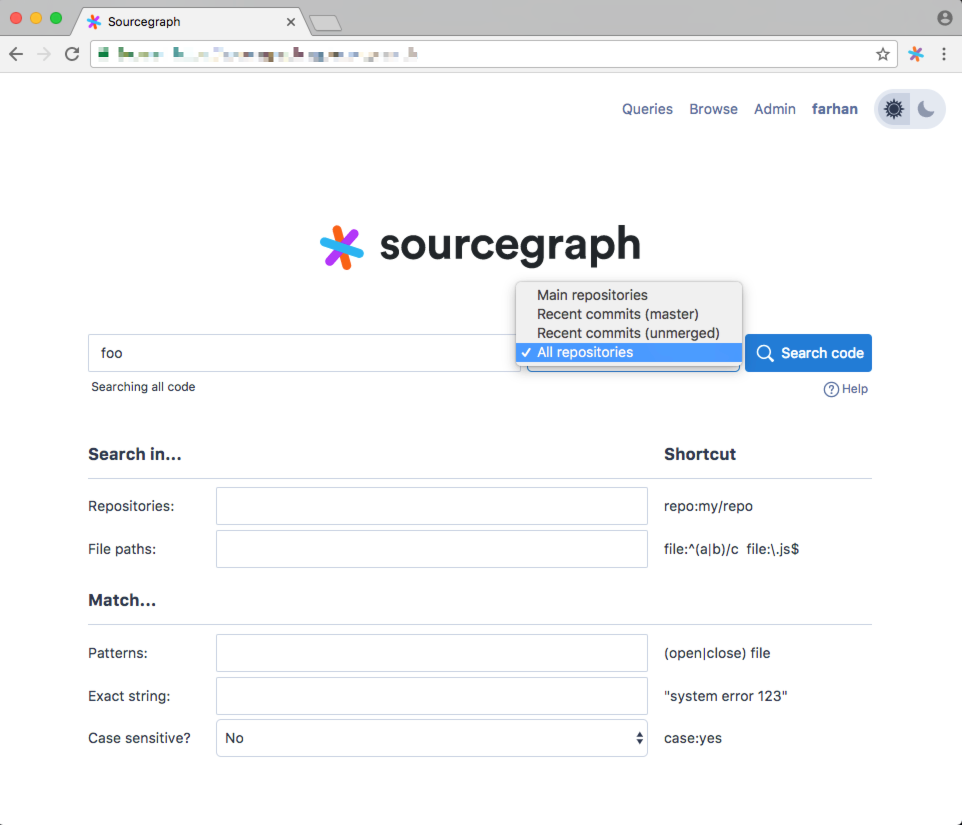 Sourcegraph
Queries Browse Admin farhan
sourcegraph
Main repositories
Recent commits (master)
Recent commits (unmerged)
✓ All repositories
foo
Search code
Searching all code
? Help
Search in... Shortcut
Repositories: repo:my/repo
File paths: file:^(a|b)/c file:\.js$
Match...
Patterns: (open|close) file
Exact string: "system error 123"
Case sensitive? No case:yes